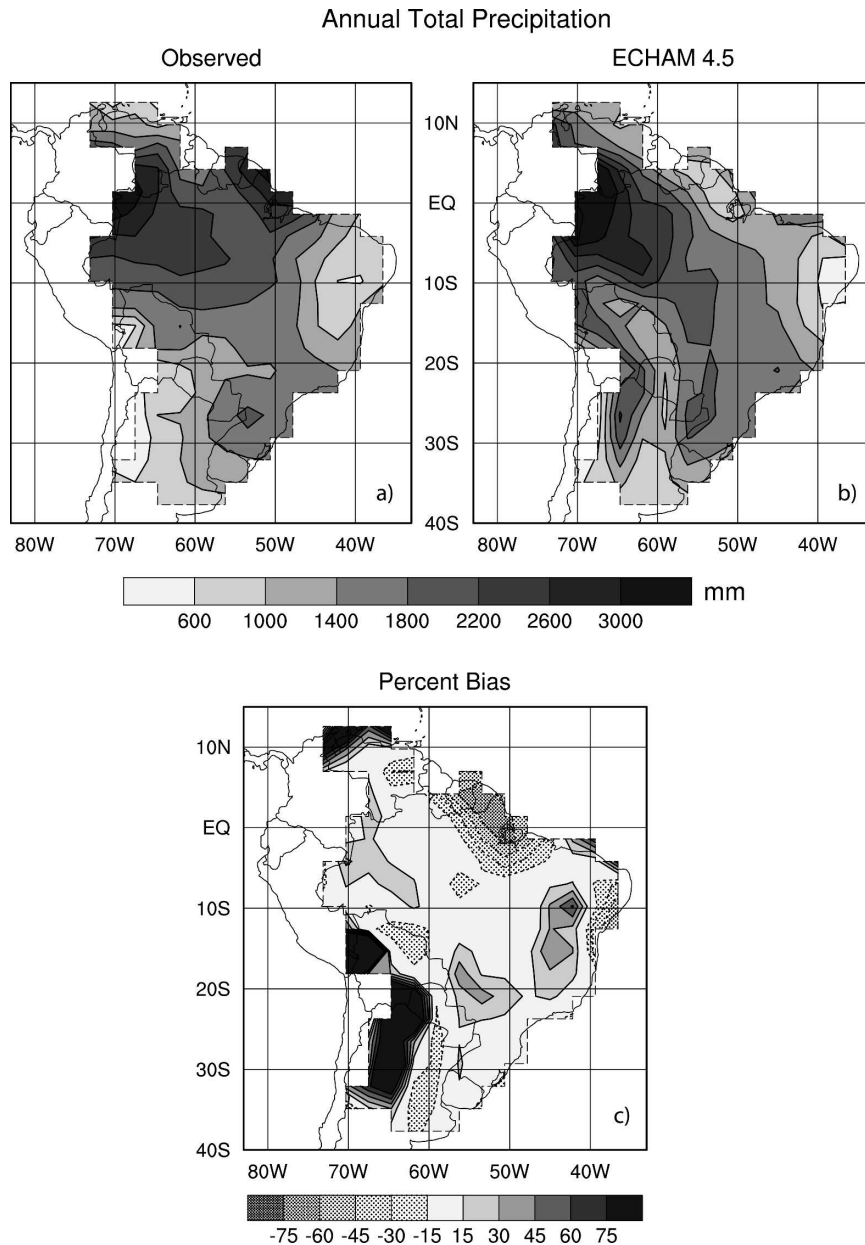 Annual Total Precipitation
Observed
ECHAM 4.5
10N
EQ
10S
20S
30S
40S
a)
b)
80W 70W 60W 50W 40W
80W 70W 60W 50W 40W
600 1000 1400 1800 2200 2600 3000 mm
Percent Bias
10N
EQ
10S
20S
30S
40S
c)
80W 70W 60W 50W 40W
-75 -60 -45 -30 -15 15 30 45 60 75